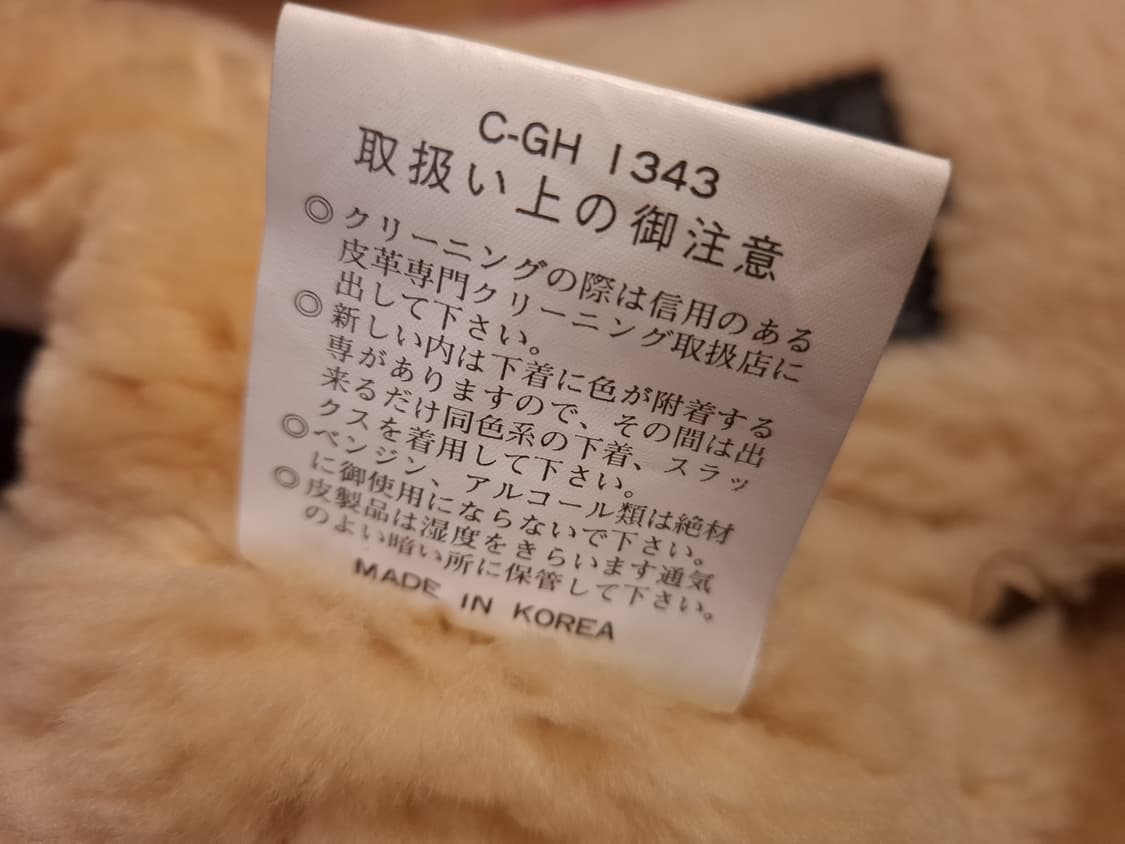 C-GH 1343
取扱い上の御注意
◎クリーニングの際は信用のある
皮革専門クリーニング取扱店に
出して下さい。
◎新しい内は下着に色が附着する
専がありますので、その間は出
来るだけ同色系の下着、スラッ
クスを着用して下さい。
◎ベンジン、アルコール類は絶材
に御使用にならないで下さい。
◎皮製品は湿度をきらいます通気
のよい暗い所に保管して下さい。
MADE IN KOREA